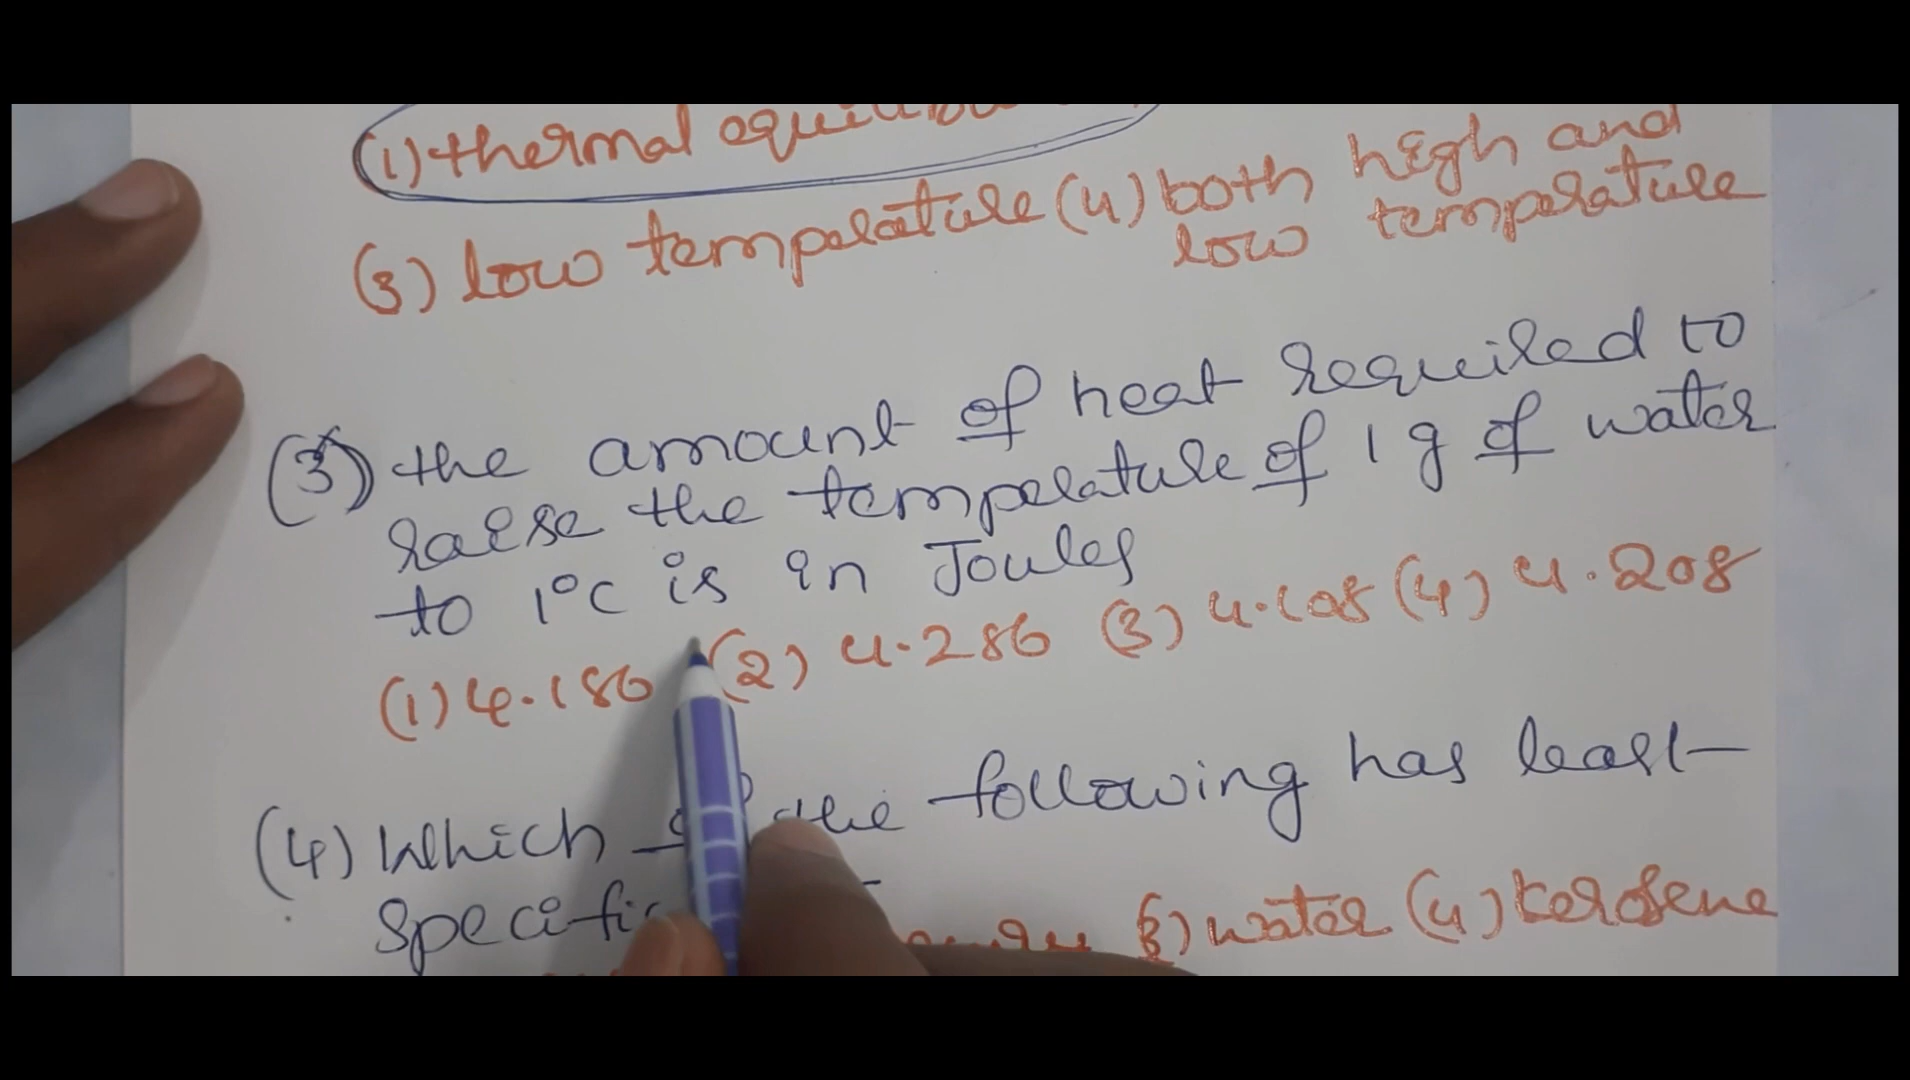 (1) thermal
(3) low temperature (4) both high and
low temperature
(3) the amount of heat required to
raise the temperature of 1 g of water
to 1°C is in Joules
(1) 4.186 (2) 4.286 (3) 4.108 (4) 4.208
(4) Which of the following has least
specific (3) water (4) kerosene